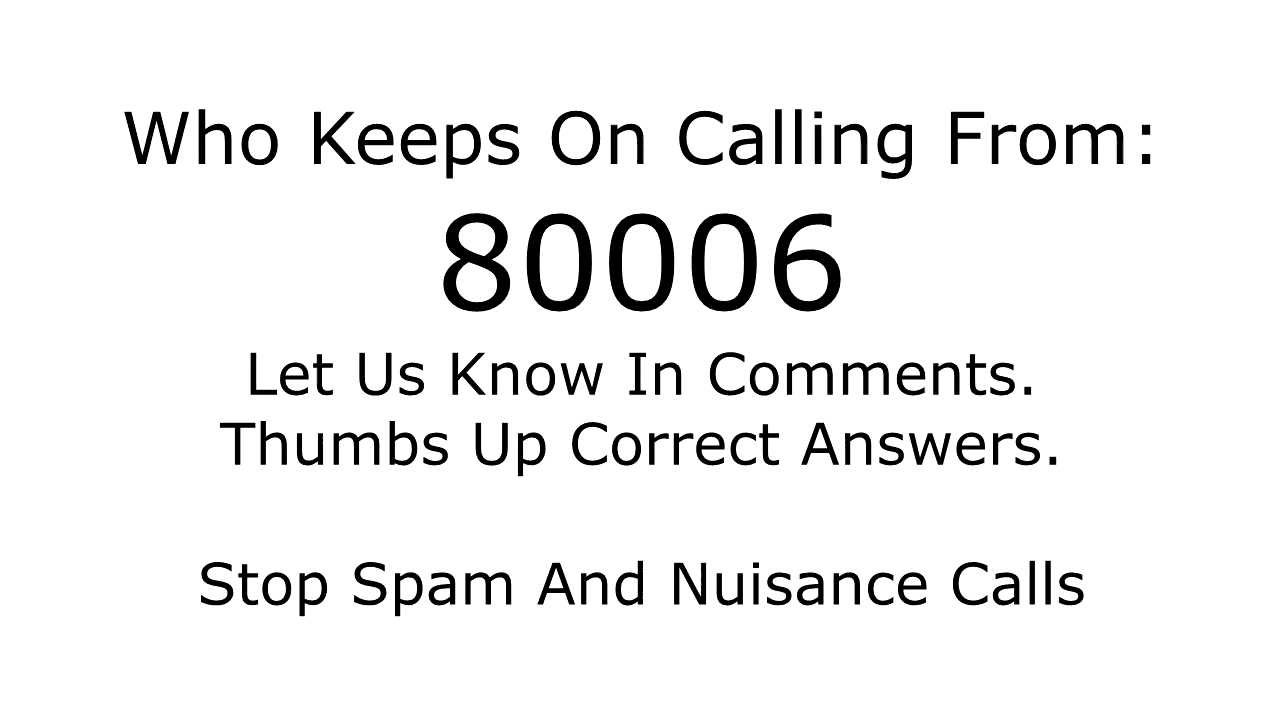 Who Keeps On Calling From:
80006
Let Us Know In Comments.
Thumbs Up Correct Answers.
Stop Spam And Nuisance Calls